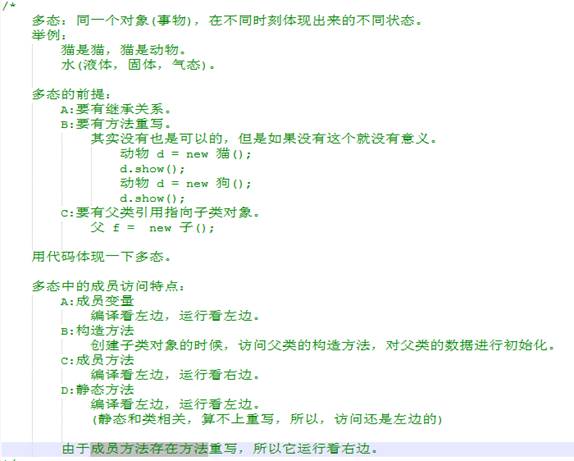 /*
多态：同一个对象(事物)，在不同时刻体现出来的不同状态。
举例：
猫是猫，猫是动物。
水(液体，固体，气态)。
多态的前提：
A:要有继承关系。
B:要有方法重写。
其实没有也是可以的，但是如果没有这个就没有意义。
动物 d = new 猫();
d.show();
动物 d = new 狗();
d.show();
C:要有父类引用指向子类对象。
父 f =  new 子();
用代码体现一下多态。
多态中的成员访问特点：
A:成员变量
编译看左边，运行看左边。
B:构造方法
创建子类对象的时候，访问父类的构造方法，对父类的数据进行初始化。
C:成员方法
编译看左边，运行看右边。
D:静态方法
编译看左边，运行看左边。
(静态和类相关，算不上重写，所以，访问还是左边的)
由于成员方法存在方法重写，所以它运行看右边。